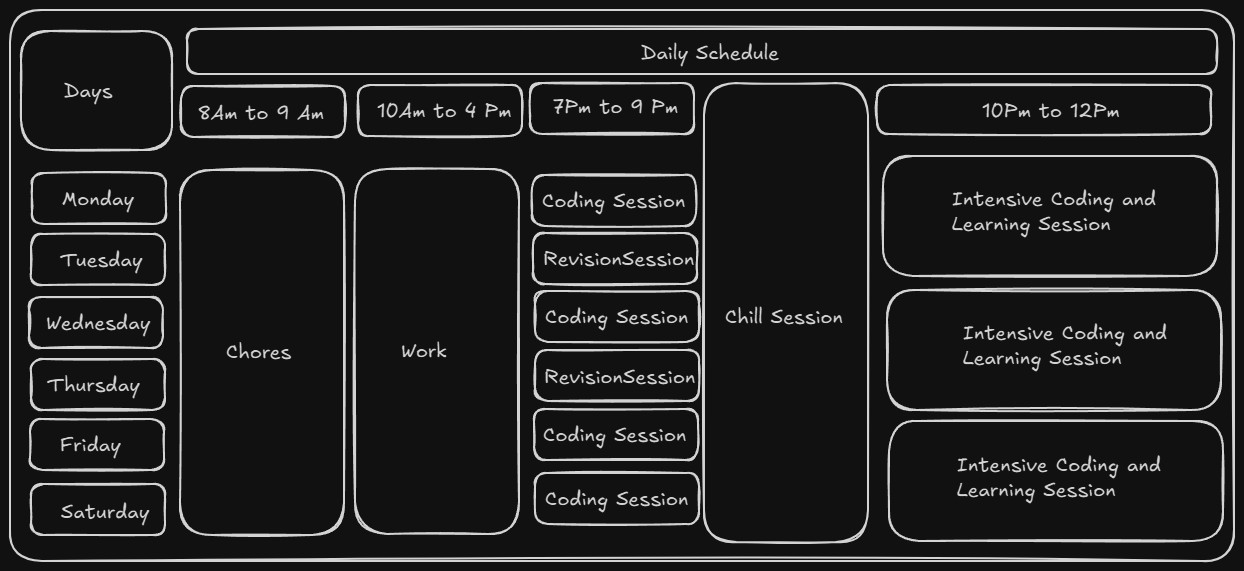 Daily Schedule
Days
8Am to 9 Am
10Am to 4 Pm
7Pm to 9 Pm
10Pm to 12Pm
Monday
Tuesday
Wednesday
Thursday
Friday
Saturday
Chores
Work
Coding Session
RevisionSession
Coding Session
RevisionSession
Coding Session
Coding Session
Chill Session
Intensive Coding and
Learning Session
Intensive Coding and
Learning Session
Intensive Coding and
Learning Session